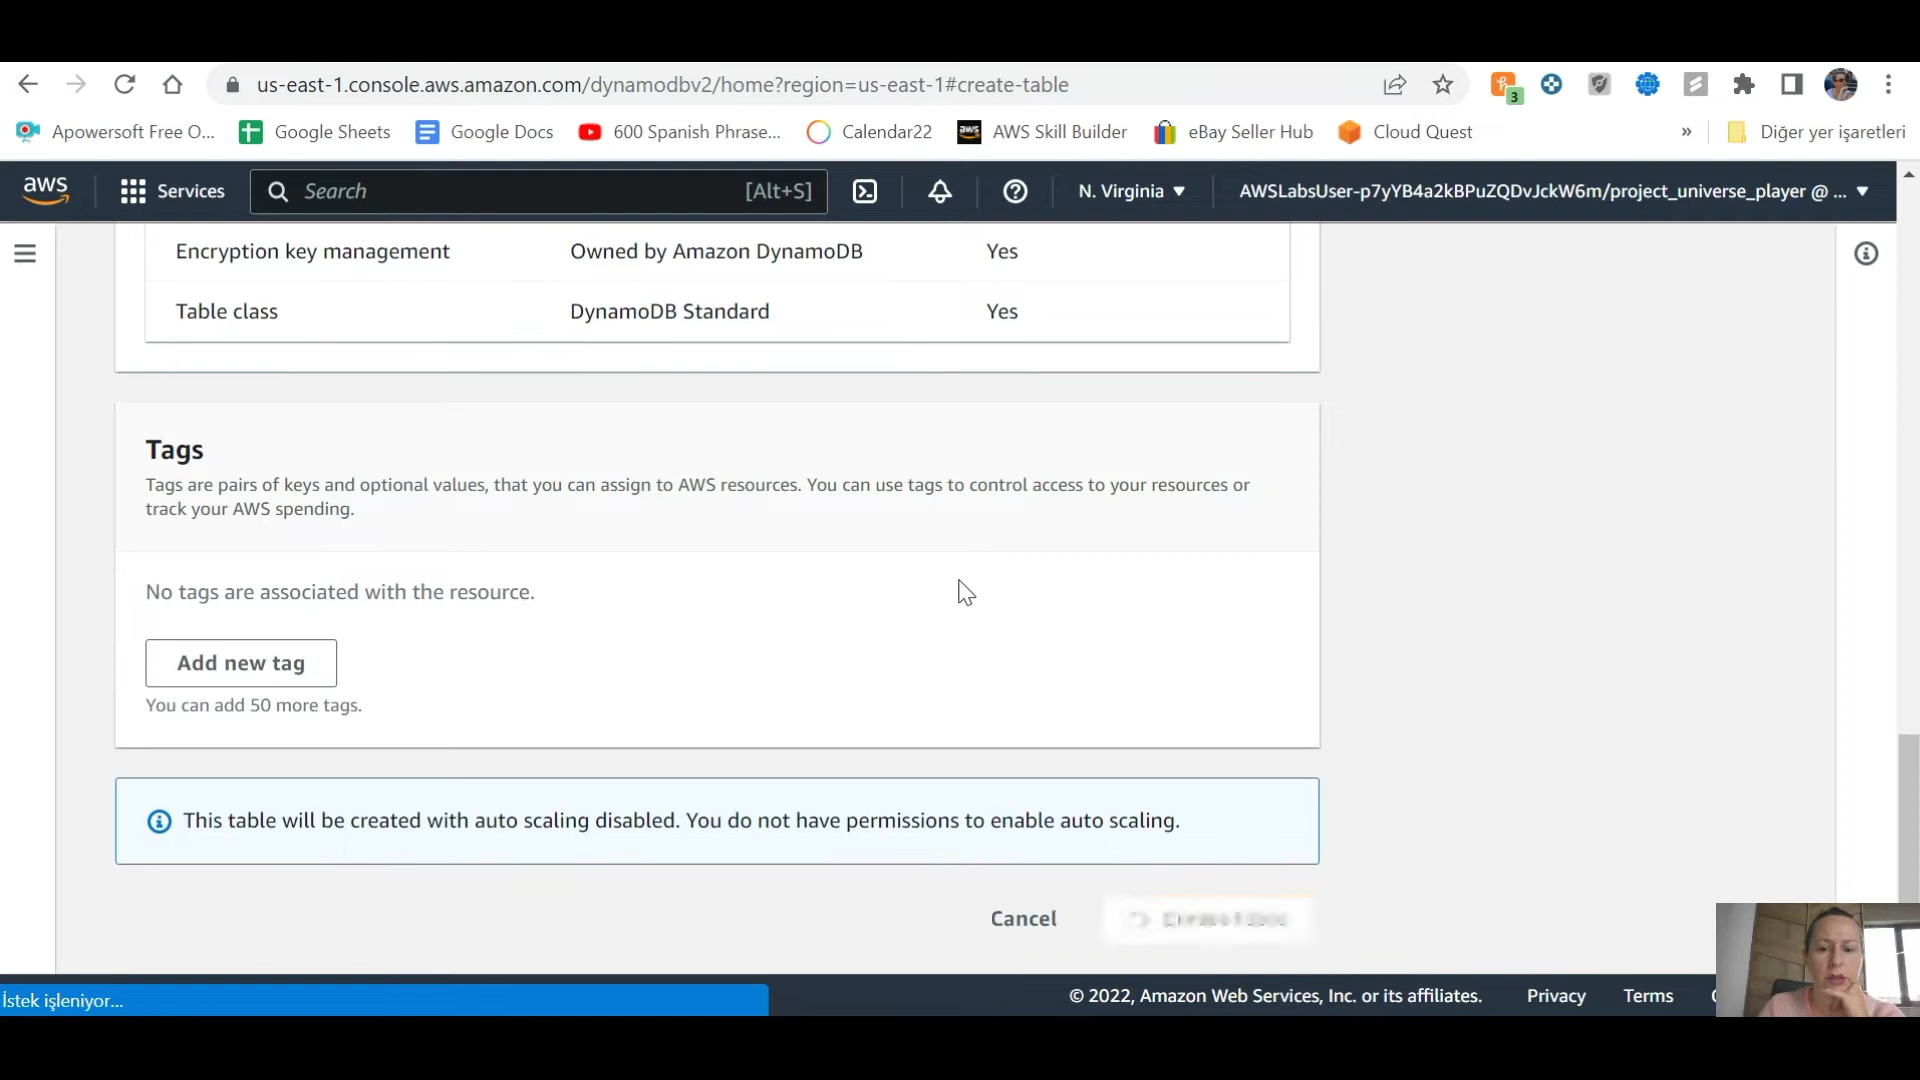 us-east-1.console.aws.amazon.com/dynamodbv2/home?region=us-east-1#create-table
3
Apowersoft Free O...
Google Sheets
Google Docs
600 Spanish Phrase...
Calendar22
aws
AWS Skill Builder
eBay Seller Hub
Cloud Quest
»
Diğer yer işaretleri
aws
Services
Search
[Alt+S]
N. Virginia
AWSLabsUser-p7yYB4a2kBPuZQDvJckW6m/project_universe_player @ ...
Encryption key management
Owned by Amazon DynamoDB
Yes
Table class
DynamoDB Standard
Yes
Tags
Tags are pairs of keys and optional values, that you can assign to AWS resources. You can use tags to control access to your resources or
track your AWS spending.
No tags are associated with the resource.
Add new tag
You can add 50 more tags.
This table will be created with auto scaling disabled. You do not have permissions to enable auto scaling.
Cancel
İstek işleniyor...
© 2022, Amazon Web Services, Inc. or its affiliates.
Privacy
Terms